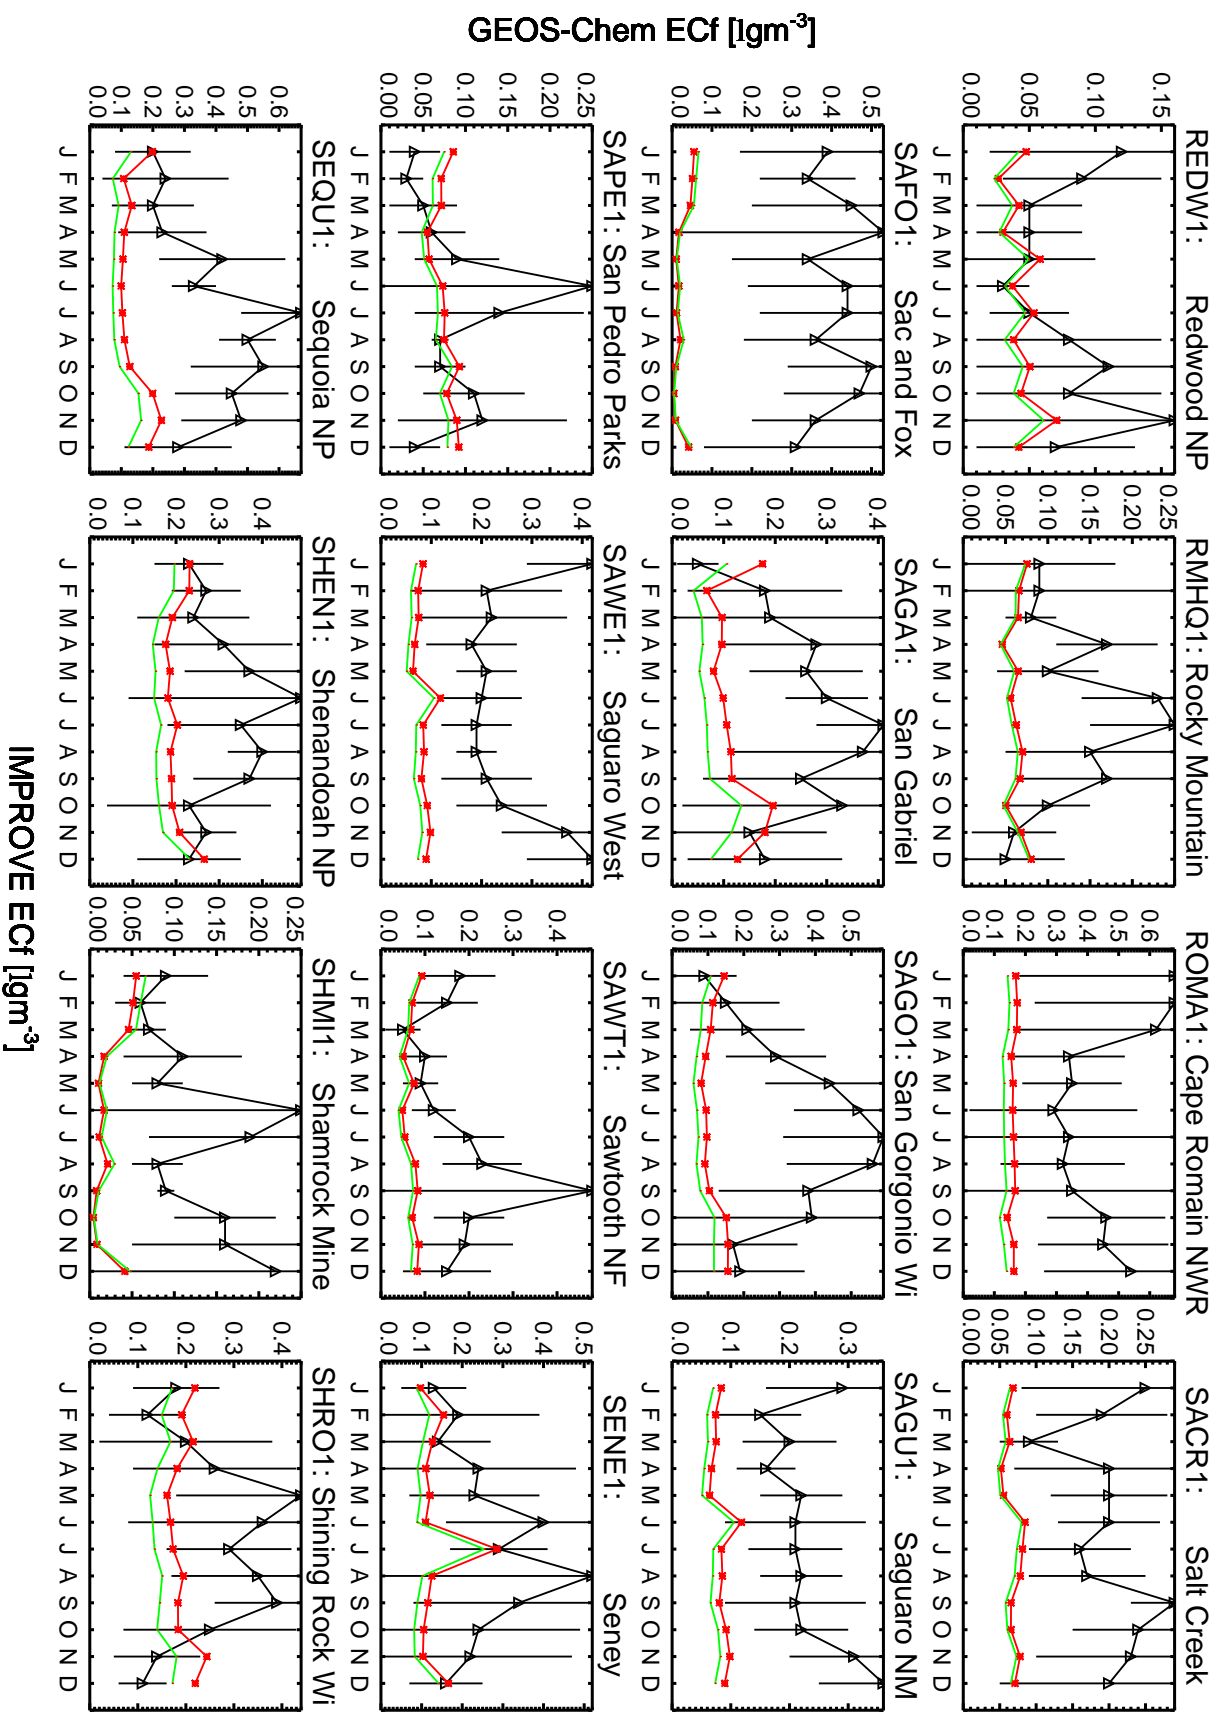 GEOS-Chem ECf [1gm-3]
REDW1: Redwood NP
0.15
0.10
0.05
0.00
J F M A M J J A S O N D
RMHQ1: Rocky Mountain
0.25
0.20
0.15
0.10
0.05
0.00
J F M A M J J A S O N D
ROMA1: Cape Romain NWR
0.6
0.5
0.4
0.3
0.2
0.1
0.0
J F M A M J J A S O N D
SACR1: Salt Creek
0.25
0.20
0.15
0.10
0.05
0.00
J F M A M J J A S O N D
SAFO1: Sac and Fox
0.5
0.4
0.3
0.2
0.1
0.0
J F M A M J J A S O N D
SAGA1: San Gabriel
0.4
0.3
0.2
0.1
0.0
J F M A M J J A S O N D
SAGO1: San Gorgonio Wi
0.5
0.4
0.3
0.2
0.1
0.0
J F M A M J J A S O N D
SAGU1: Saguaro NM
0.3
0.2
0.1
0.0
J F M A M J J A S O N D
SAPE1: San Pedro Parks
0.25
0.20
0.15
0.10
0.05
0.00
J F M A M J J A S O N D
SAWE1: Saguaro West
0.4
0.3
0.2
0.1
0.0
J F M A M J J A S O N D
SAWT1: Sawtooth NF
0.4
0.3
0.2
0.1
0.0
J F M A M J J A S O N D
SENE1: Seney
0.5
0.4
0.3
0.2
0.1
0.0
J F M A M J J A S O N D
SEQU1: Sequoia NP
0.6
0.5
0.4
0.3
0.2
0.1
0.0
J F M A M J J A S O N D
SHEN1: Shenandoah NP
0.4
0.3
0.2
0.1
0.0
J F M A M J J A S O N D
SHMI1: Shamrock Mine
0.25
0.20
0.15
0.10
0.05
0.00
J F M A M J J A S O N D
SHRO1: Shining Rock Wi
0.4
0.3
0.2
0.1
0.0
J F M A M J J A S O N D
IMPROVE ECf [1gm-3]